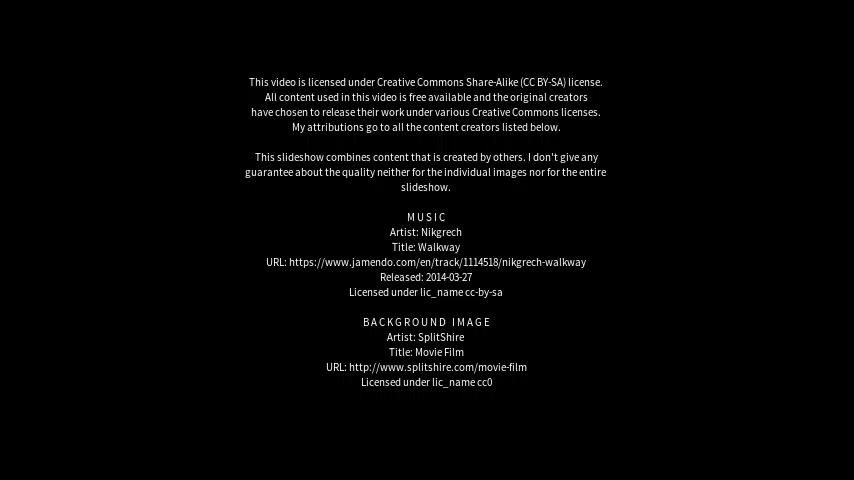 This video is licensed under Creative Commons Share-Alike (CC BY-SA) license.
All content used in this video is free available and the original creators
have chosen to release their work under various Creative Commons licenses.
My attributions go to all the content creators listed below.
This slideshow combines content that is created by others. I don't give any
guarantee about the quality neither for the individual images nor for the entire
slideshow.
MUSIC
Artist: Nikgrech
Title: Walkway
URL: https://www.jamendo.com/en/track/1114518/nikgrech-walkway
Released: 2014-03-27
Licensed under lic_name cc-by-sa
BACKGROUND IMAGE
Artist: SplitShire
Title: Movie Film
URL: http://www.splitshire.com/movie-film
Licensed under lic_name cc0